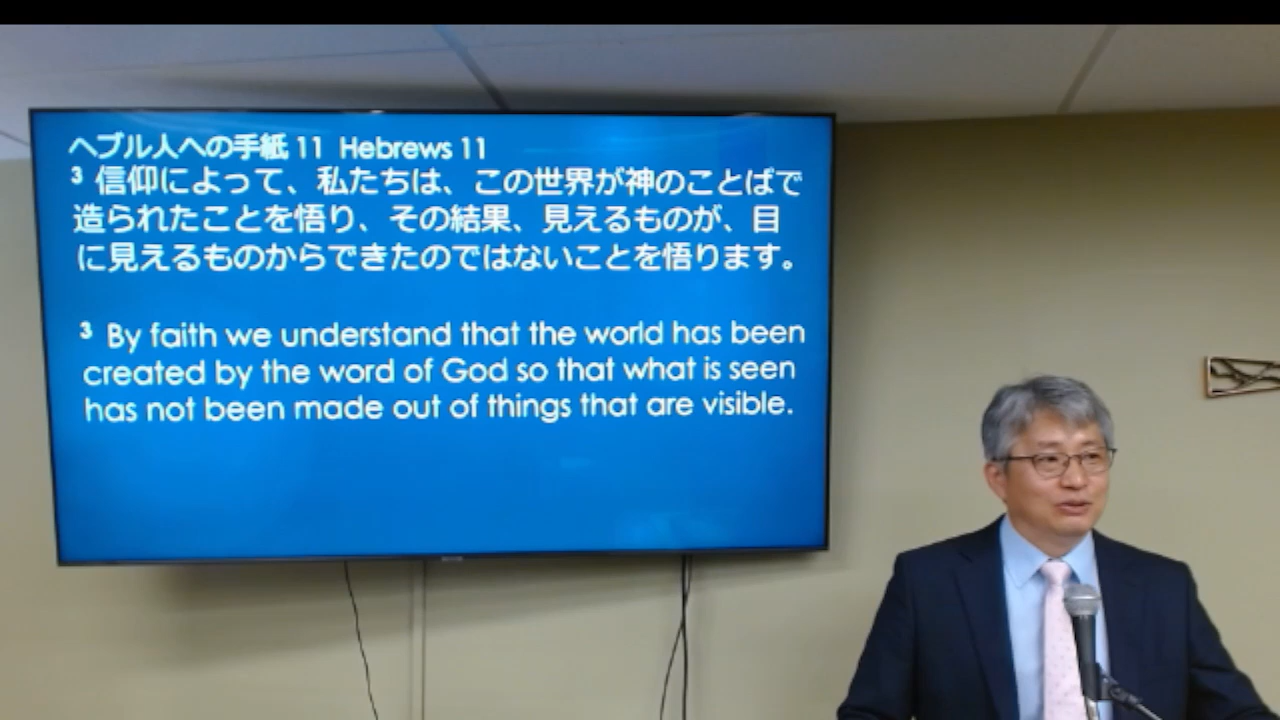 ヘブル人への手紙 11 Hebrews 11
3 信仰によって、私たちは、この世界が神のことばで
造られたことを悟り、その結果、見えるものが、目
に見えるものからできたのではないことを悟ります。
3 By faith we understand that the world has been
created by the word of God so that what is seen
has not been made out of things that are visible.